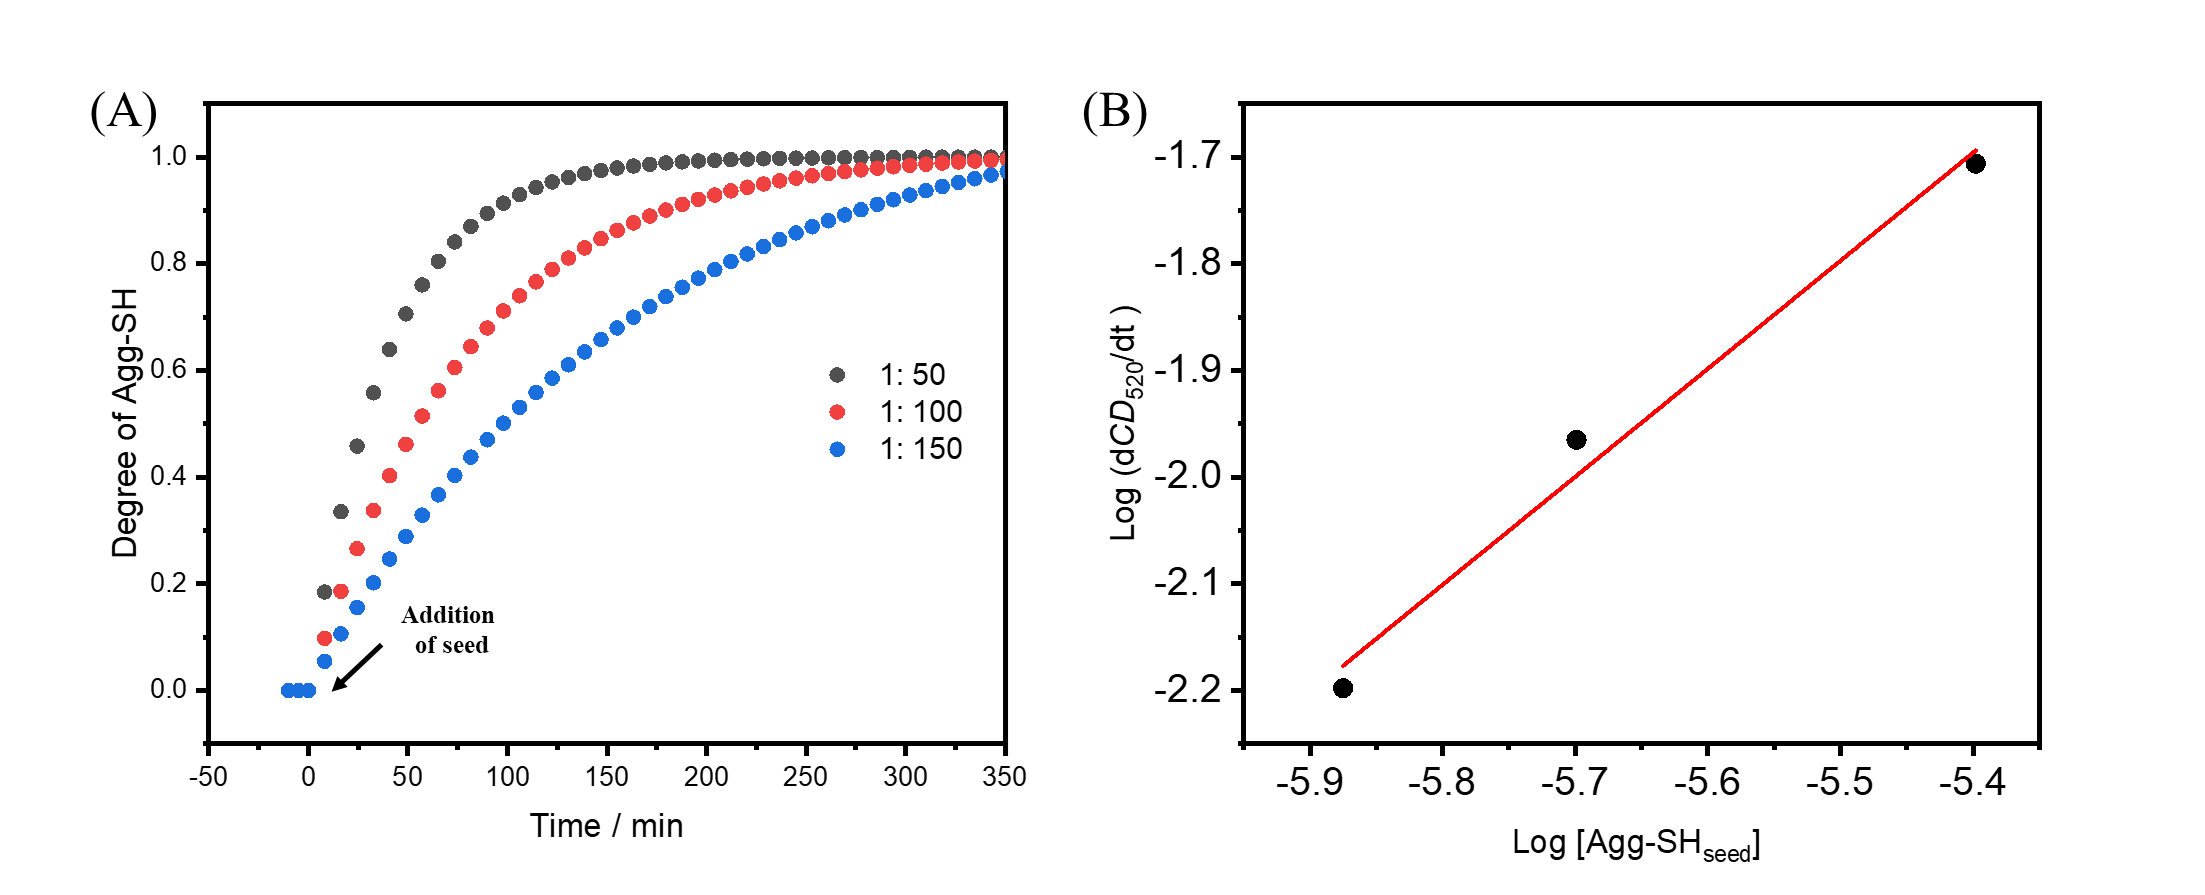 (A)
Degree of Agg-SH
1.0
0.8
0.6
0.4
0.2
0.0
-50 0 50 100 150 200 250 300 350
Time / min
1: 50
1: 100
1: 150
Addition
of seed
(B)
Log (dCD520/dt )
-1.7
-1.8
-1.9
-2.0
-2.1
-2.2
-5.9 -5.8 -5.7 -5.6 -5.5 -5.4
Log [Agg-SHseed]